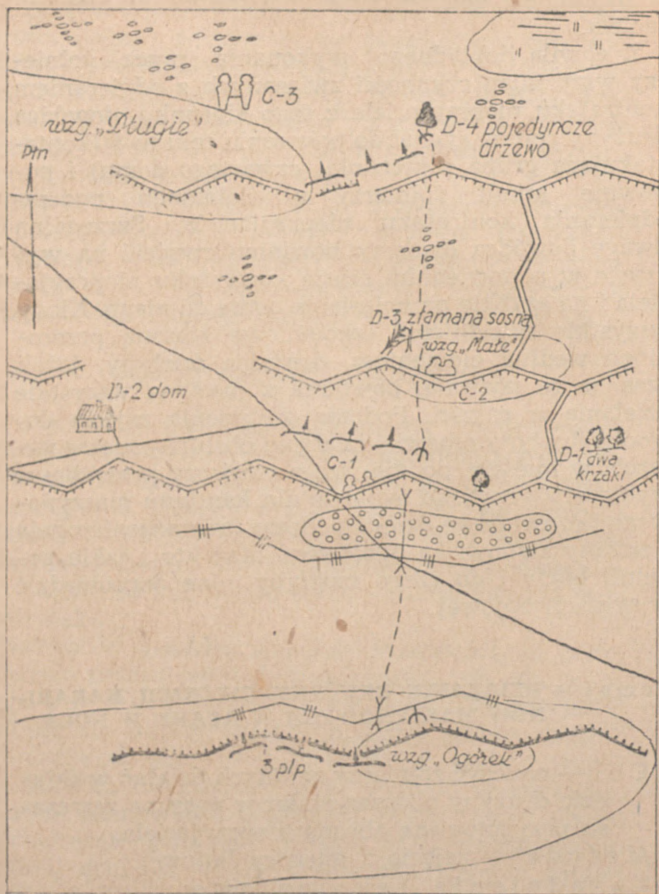 C-3
wzg. „Długie”
D-4 pojedyncze
drzewo
Płn
D-3 złamana sosna
wzg. „Małe”
C-2
D-2 dom
C-1
D-1 dwa
krzaki
3 plp
wzg. „Ogórek”